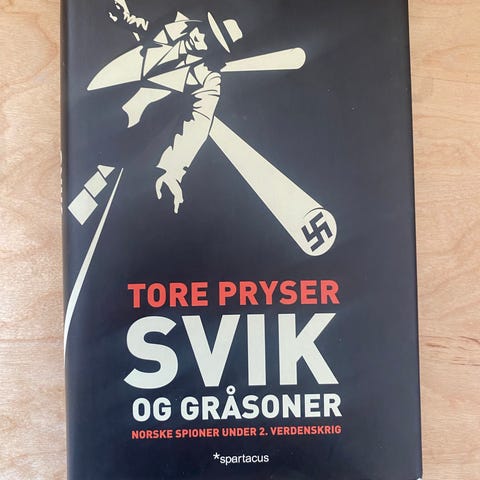 TORE PRYSER
SVIK
OG GRÅSONER
NORSKE SPIONER UNDER 2. VERDENSKRIG
*spartacus